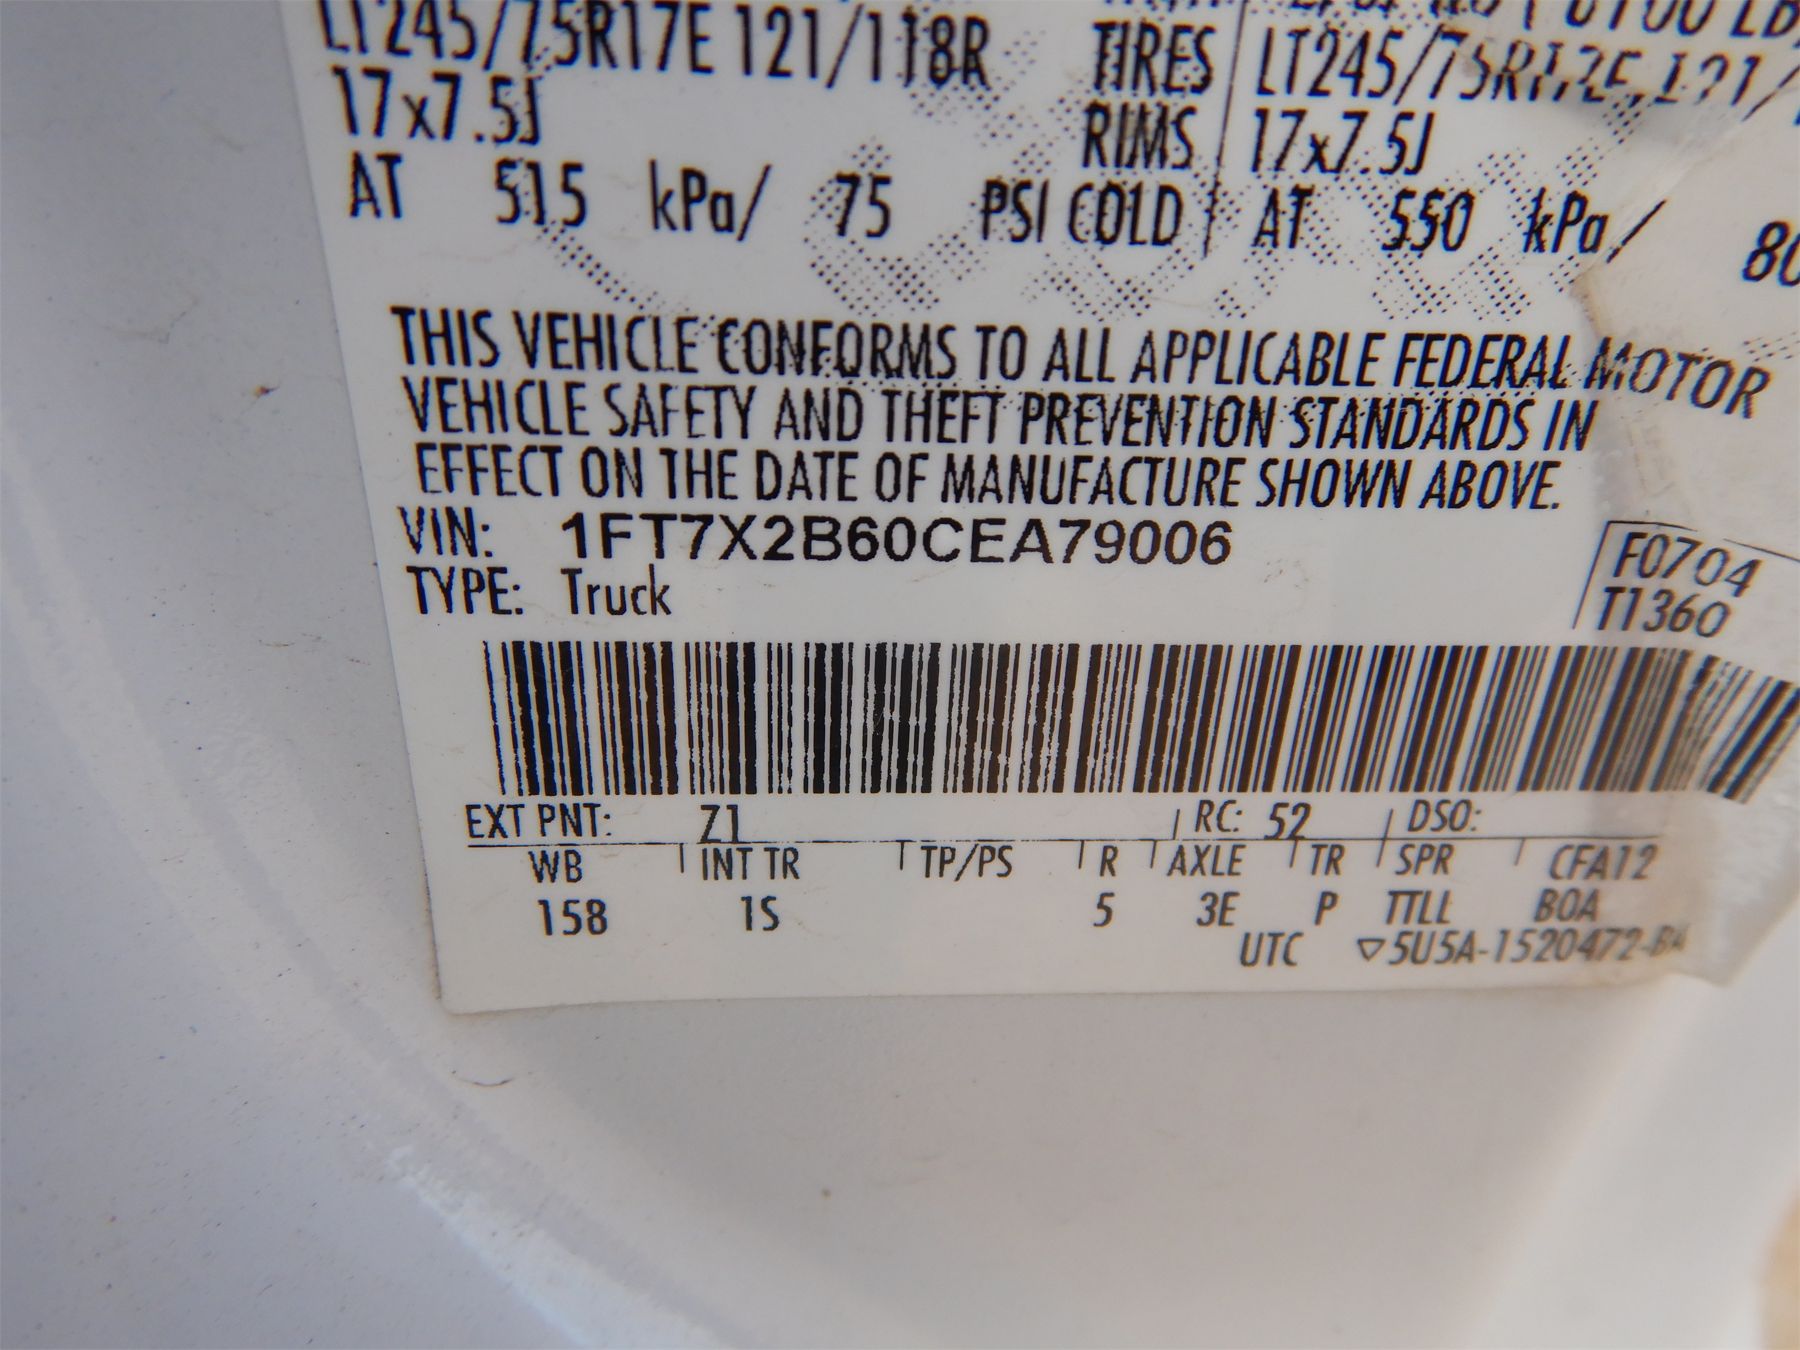 LT245/75R17E 121/118R TIRES LT245/75R17E 121/
17x7.5J RIMS 17x7.5J
AT 515 kPa/ 75 PSI COLD AT 550 kPa/ 80
THIS VEHICLE CONFORMS TO ALL APPLICABLE FEDERAL MOTOR
VEHICLE SAFETY AND THEFT PREVENTION STANDARDS IN
EFFECT ON THE DATE OF MANUFACTURE SHOWN ABOVE.
VIN: 1FT7X2B60CEA79006
F0704
TYPE: Truck
T1360
EXT PNT: Z1 RC: 52 DSO:
WB INT TR TP/PS R AXLE TR SPR CFA12
158 1S 5 3E P TTLL BOA
UTC ▽5U5A-1520472-BA